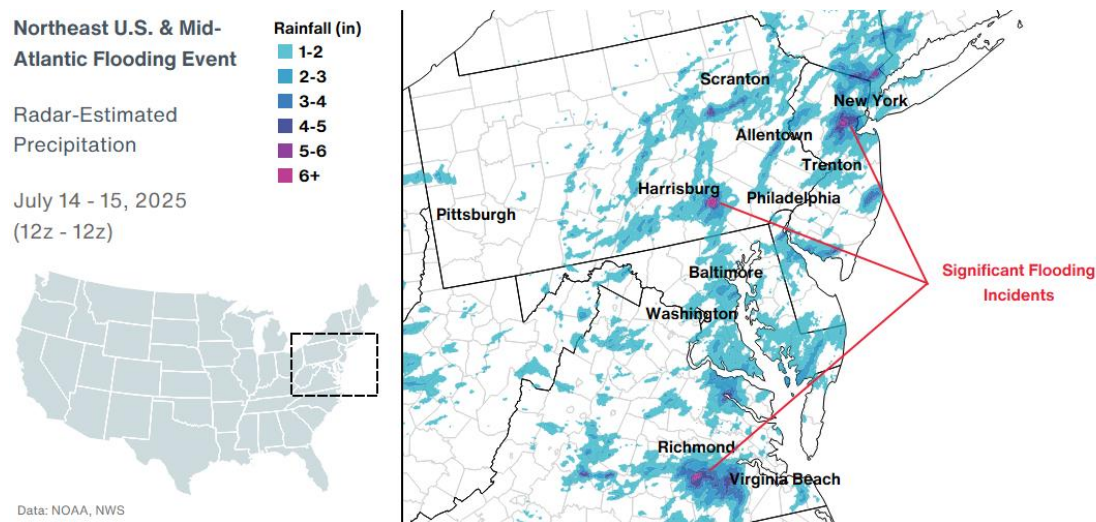 Northeast U.S. & Mid-
Atlantic Flooding Event
Radar-Estimated
Precipitation
July 14 - 15, 2025
(12z - 12z)
Data: NOAA, NWS
Rainfall (in)
1-2
2-3
3-4
4-5
5-6
6+
Scranton
New York
Allentown
Trenton
Harrisburg
Philadelphia
Pittsburgh
Baltimore
Washington
Richmond
Virginia Beach
Significant Flooding
Incidents